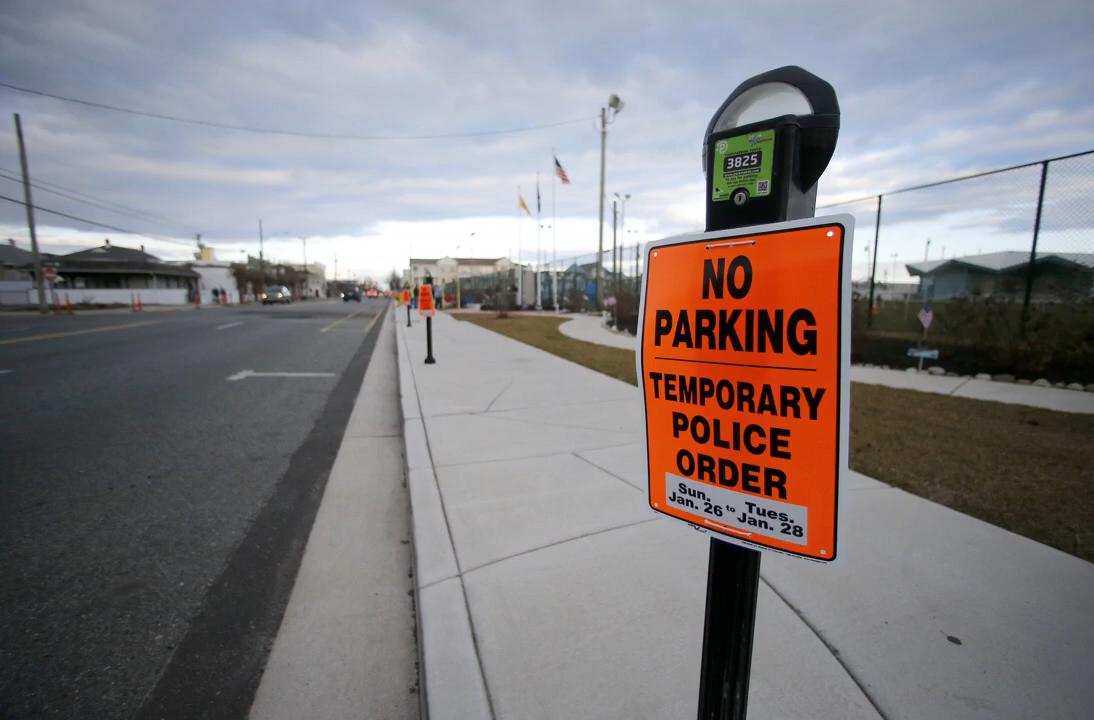 3825
NO
PARKING
TEMPORARY
POLICE
ORDER
Sun. Tues.
Jan. 26 to Jan. 28